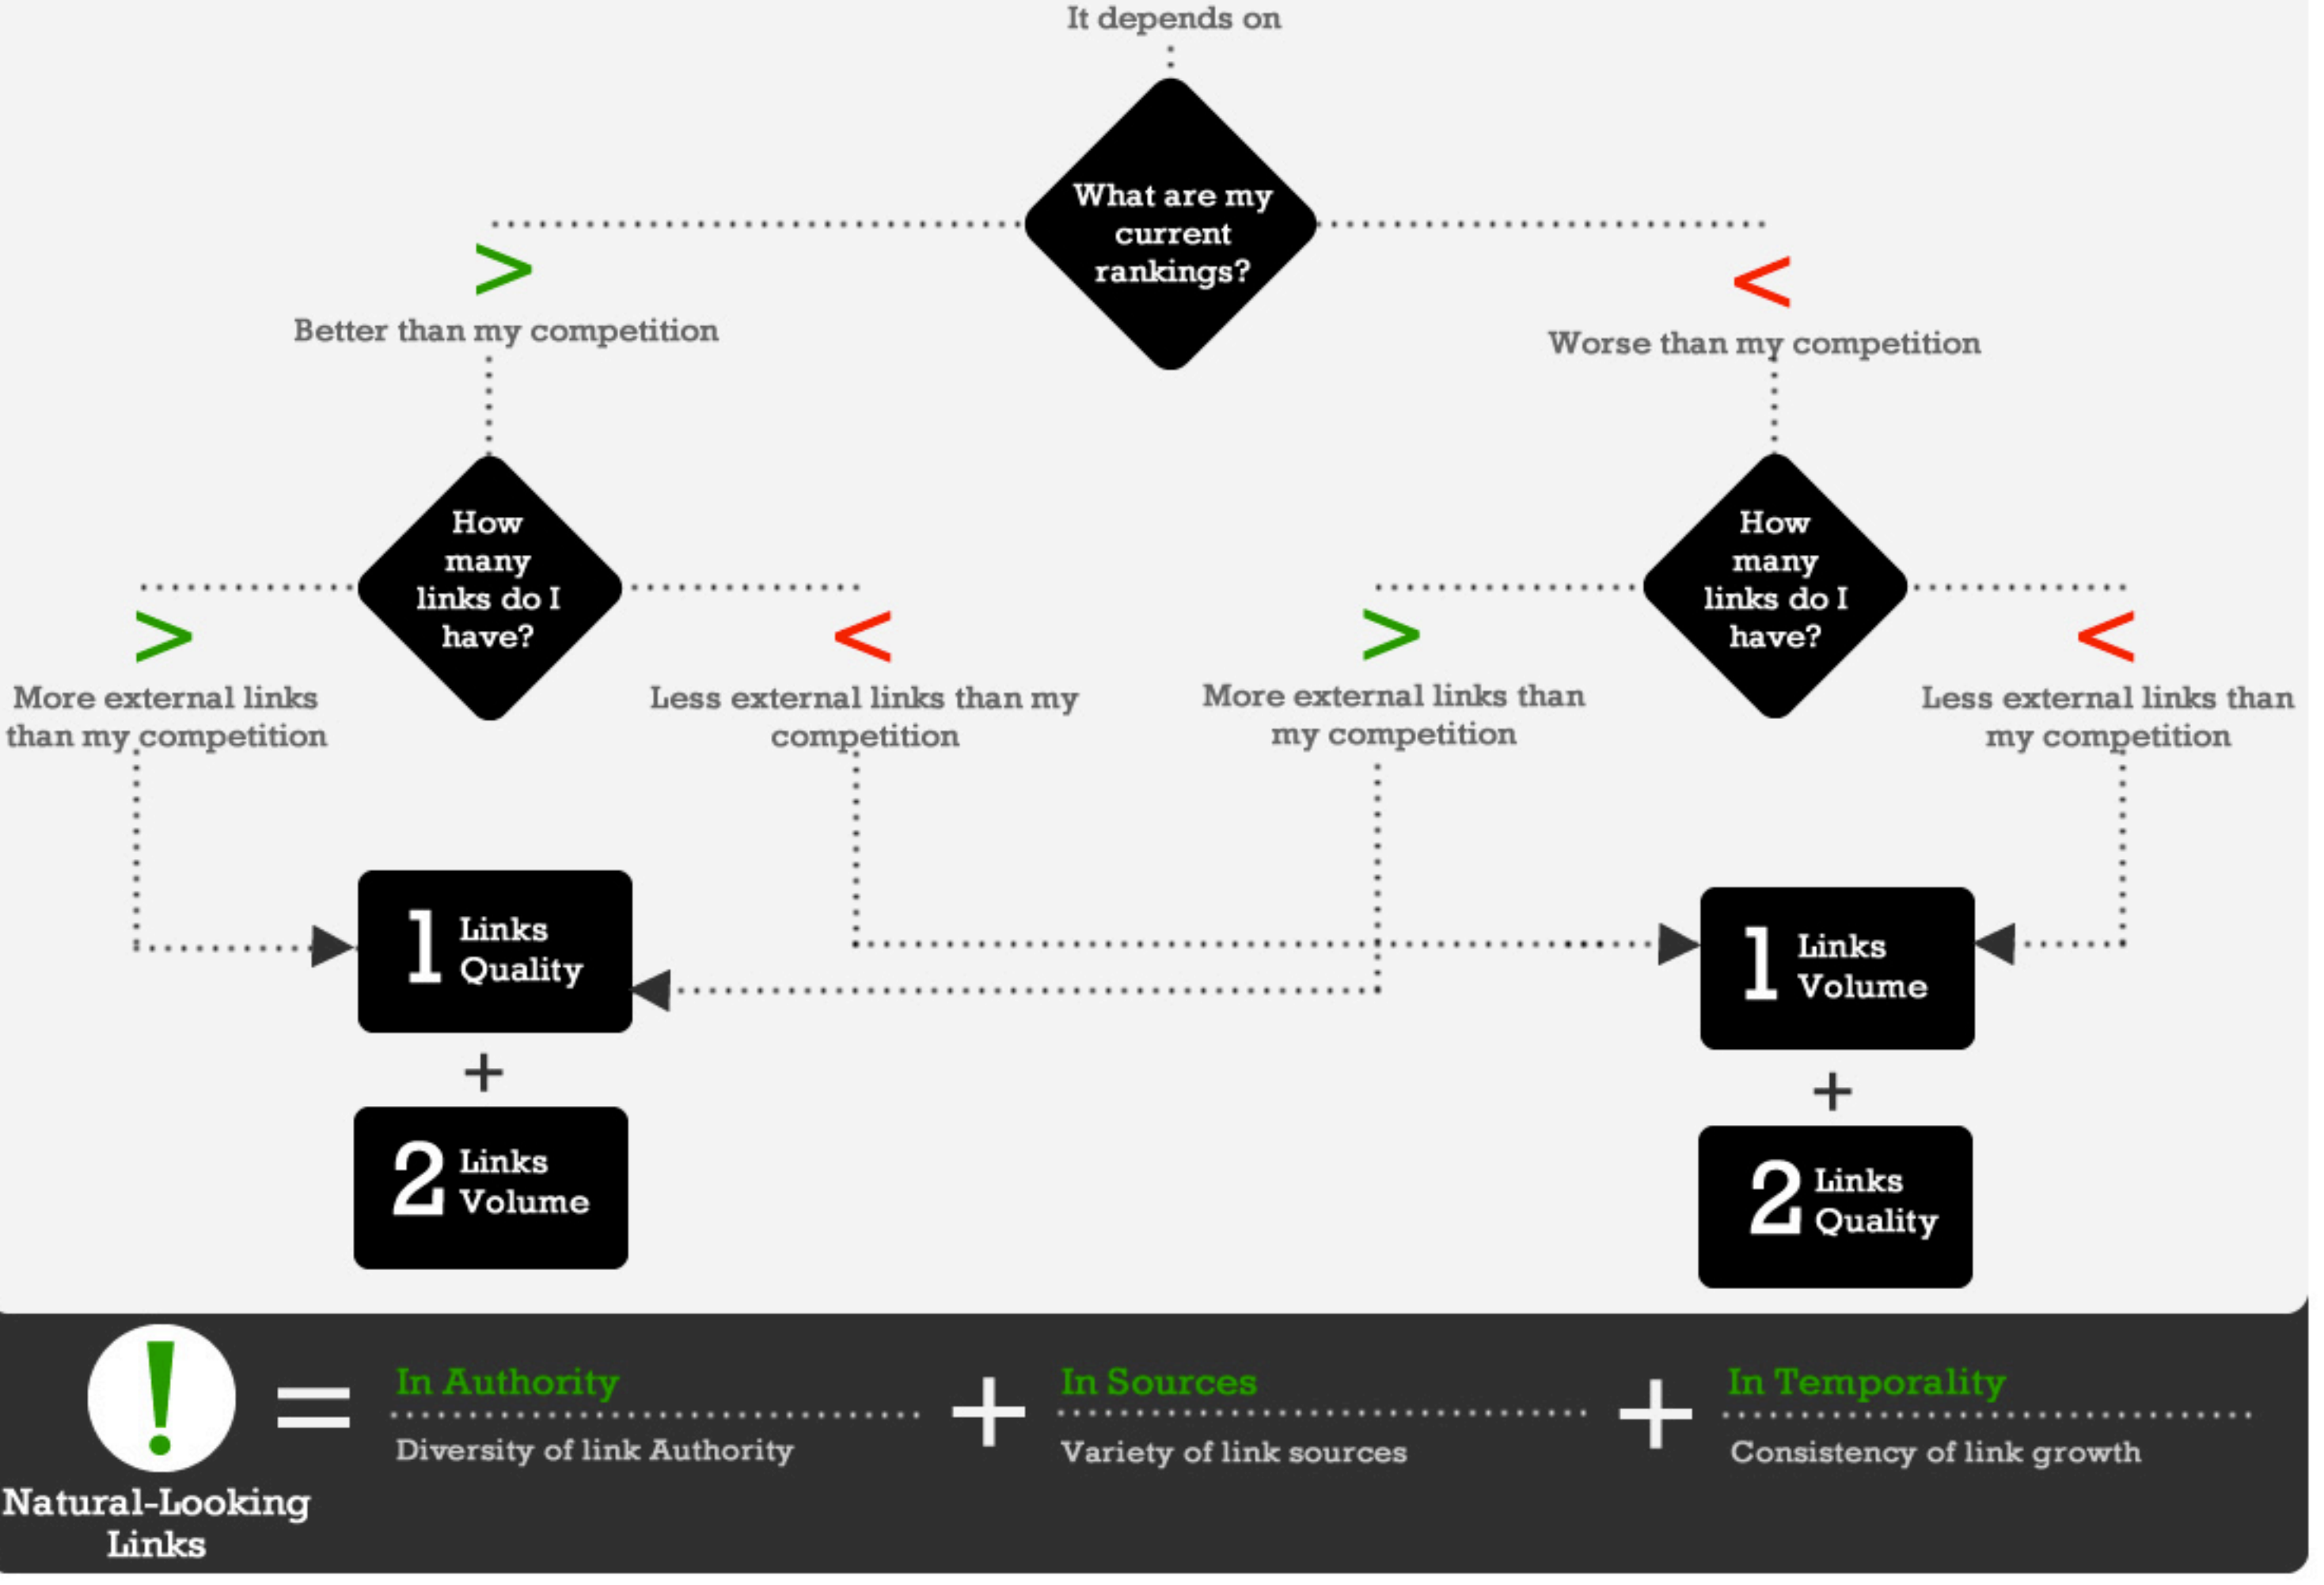 It depends on
What are my
current
rankings?
>
Better than my competition
<
Worse than my competition
How
many
links do I
have?
>
More external links
than my competition
<
Less external links than my
competition
How
many
links do I
have?
>
More external links than
my competition
<
Less external links than
my competition
1 Links
Quality
+
2 Links
Volume
1 Links
Volume
+
2 Links
Quality
!
Natural-Looking
Links
=
In Authority
Diversity of link Authority
+
In Sources
Variety of link sources
+
In Temporality
Consistency of link growth